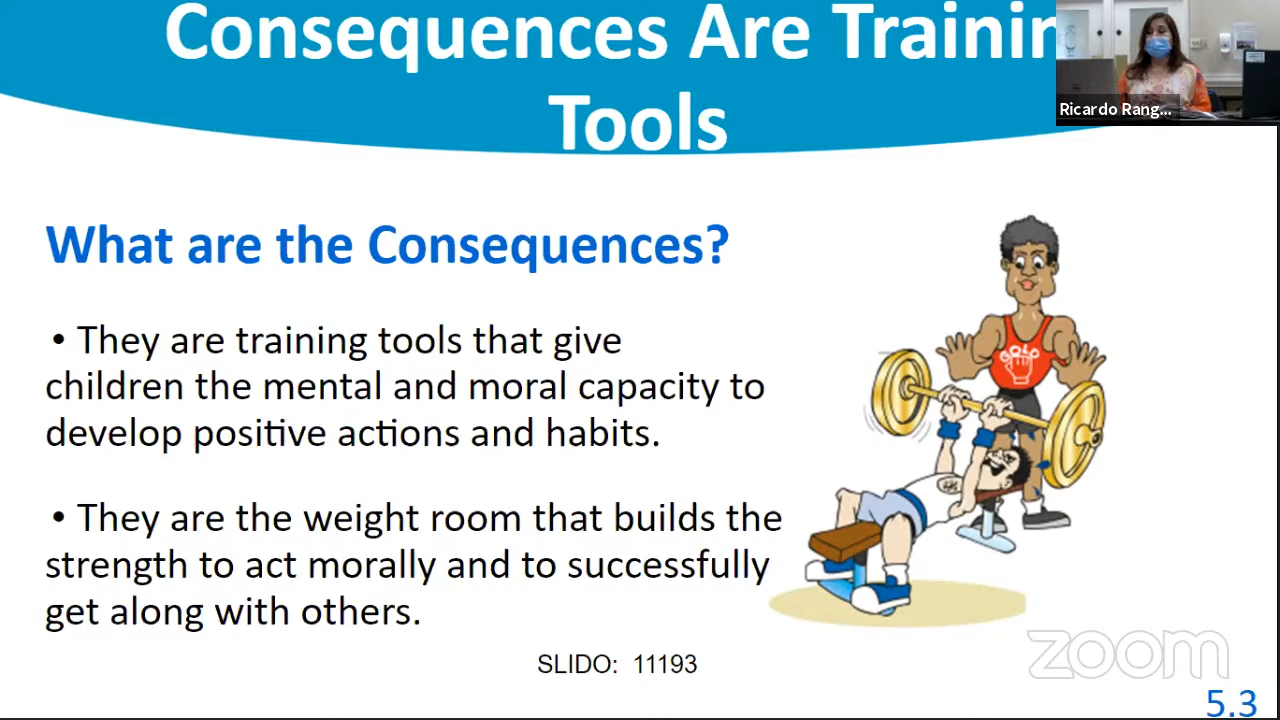 Consequences Are Trainin
Tools
Ricardo Rang...
What are the Consequences?
• They are training tools that give
children the mental and moral capacity to
develop positive actions and habits.
GOLD
• They are the weight room that builds the
strength to act morally and to successfully
get along with others.
SLIDO: 11193
zoom
5.3